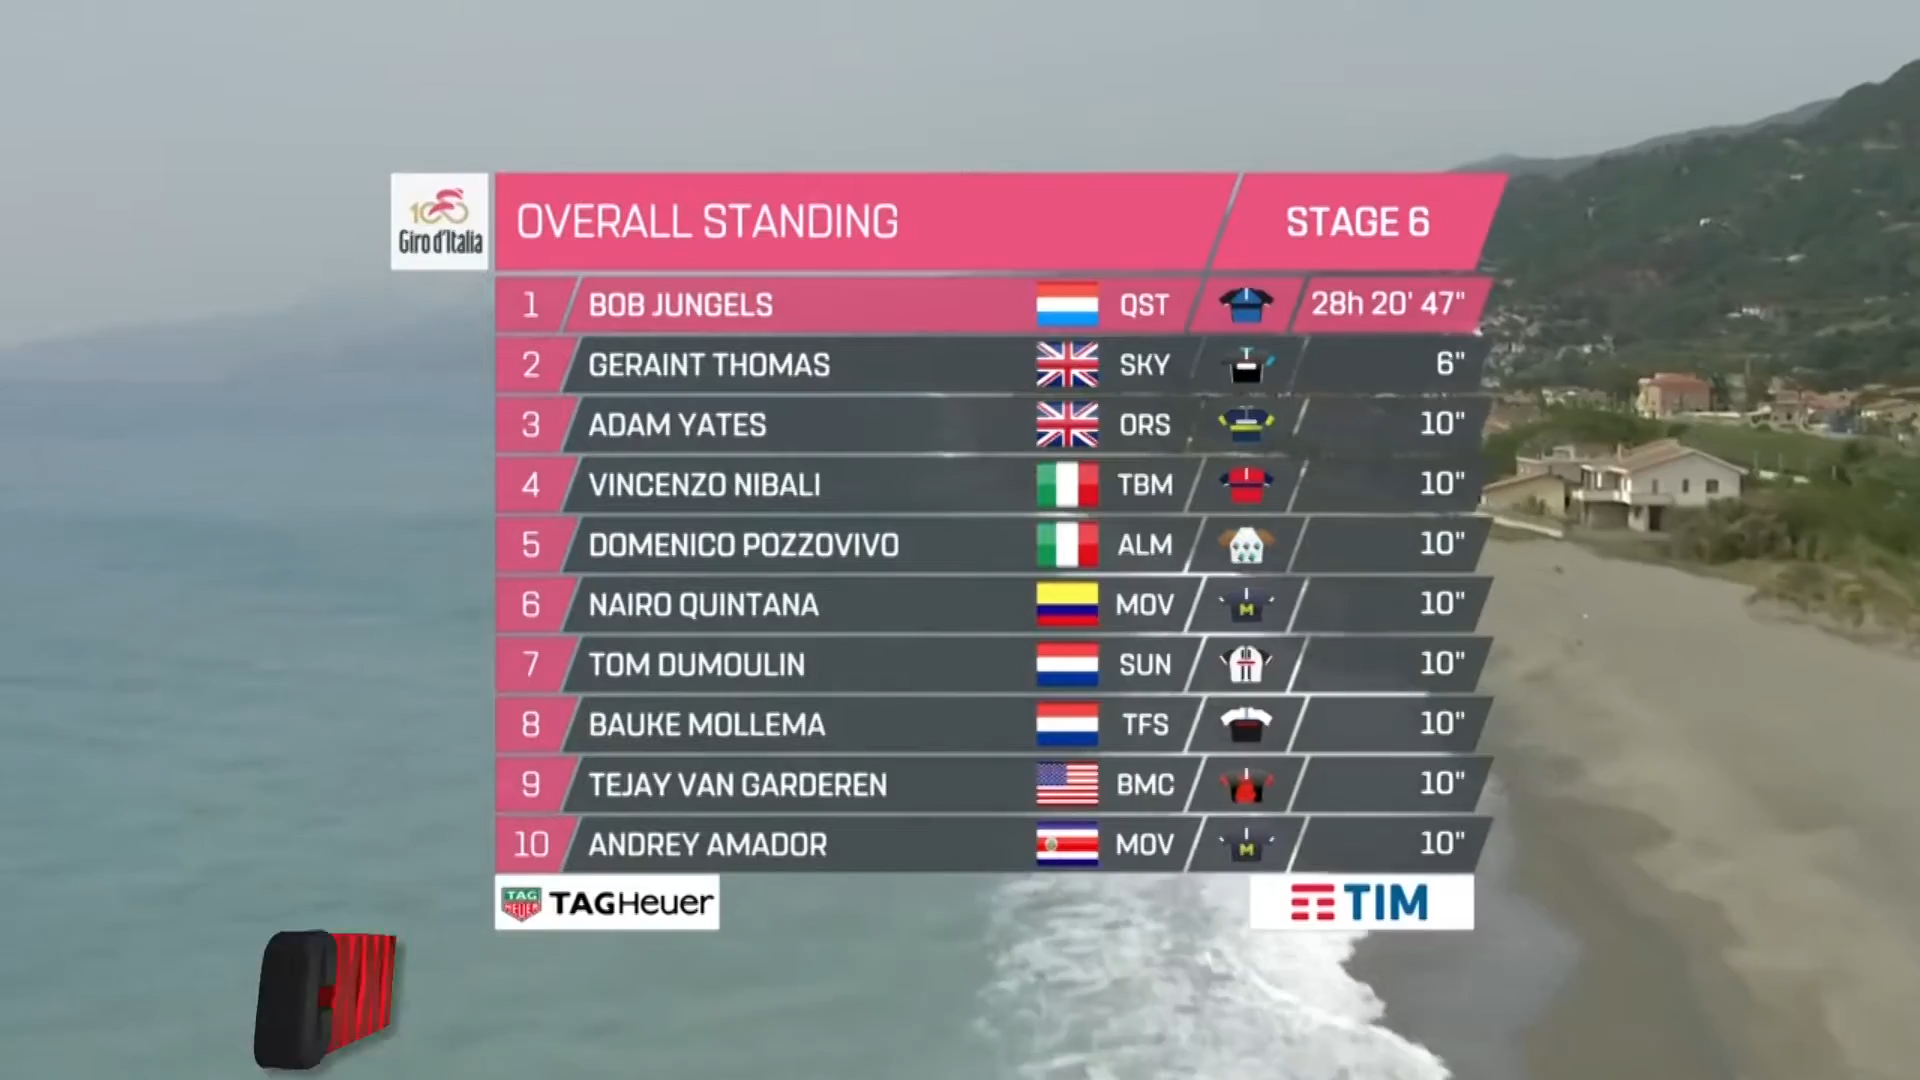 100
Giro d'Italia
OVERALL STANDING STAGE 6
1 BOB JUNGELS QST 28h 20' 47"
2 GERAINT THOMAS SKY 6"
3 ADAM YATES ORS 10"
4 VINCENZO NIBALI TBM 10"
5 DOMENICO POZZOVIVO ALM 10"
6 NAIRO QUINTANA MOV M 10"
7 TOM DUMOULIN SUN 10"
8 BAUKE MOLLEMA TFS 10"
9 TEJAY VAN GARDEREN BMC 10"
10 ANDREY AMADOR MOV M 10"
TAG HEUER TAGHeuer TIM